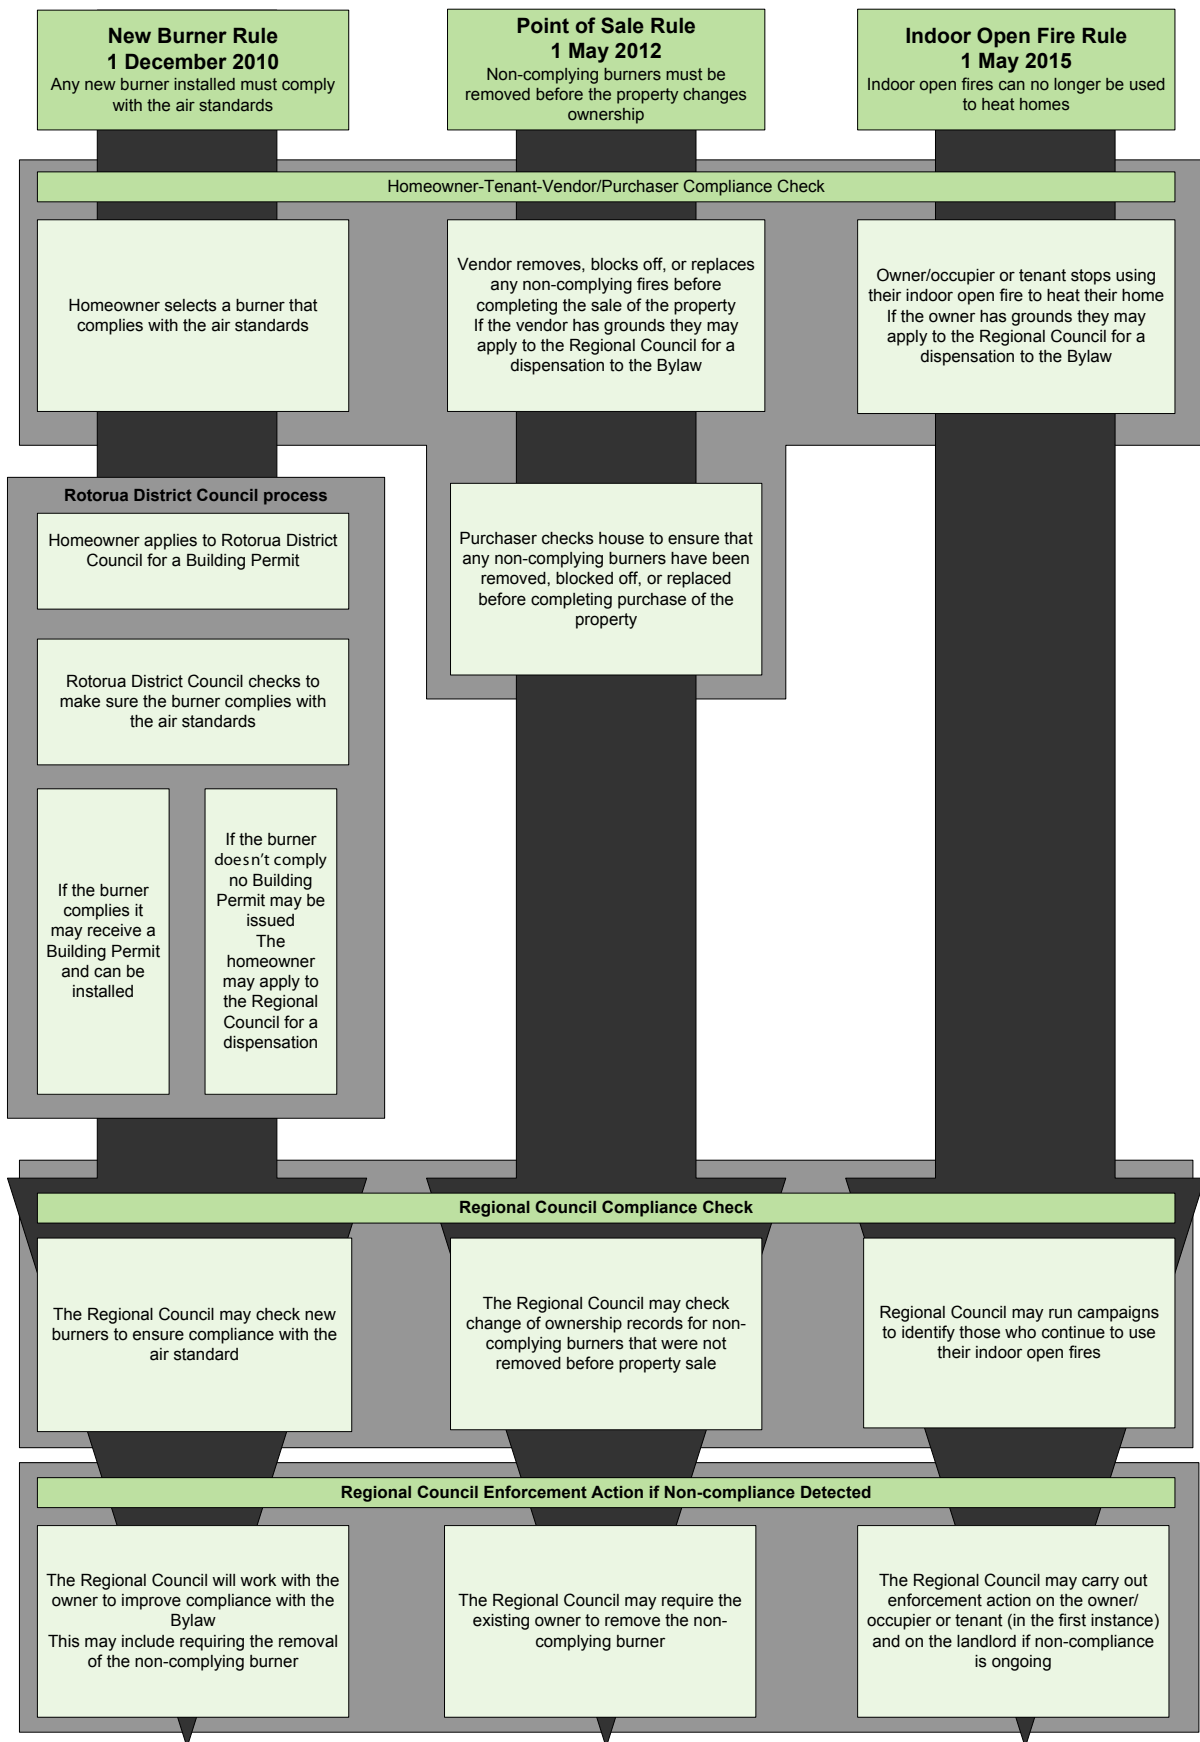 New Burner Rule
1 December 2010
Any new burner installed must comply
with the air standards
Point of Sale Rule
1 May 2012
Non-complying burners must be
removed before the property changes
ownership
Indoor Open Fire Rule
1 May 2015
Indoor open fires can no longer be used
to heat homes
Homeowner-Tenant-Vendor/Purchaser Compliance Check
Homeowner selects a burner that
complies with the air standards
Vendor removes, blocks off, or replaces
any non-complying fires before
completing the sale of the property
If the vendor has grounds they may
apply to the Regional Council for a
dispensation to the Bylaw
Owner/occupier or tenant stops using
their indoor open fire to heat their home
If the owner has grounds they may
apply to the Regional Council for a
dispensation to the Bylaw
Rotorua District Council process
Homeowner applies to Rotorua District
Council for a Building Permit
Purchaser checks house to ensure that
any non-complying burners have been
removed, blocked off, or replaced
before completing purchase of the
property
Rotorua District Council checks to
make sure the burner complies with
the air standards
If the burner
complies it
may receive a
Building Permit
and can be
installed
If the burner
doesn't comply
no Building
Permit may be
issued
The
homeowner
may apply to
the Regional
Council for a
dispensation
Regional Council Compliance Check
The Regional Council may check new
burners to ensure compliance with the
air standard
The Regional Council may check
change of ownership records for non-
complying burners that were not
removed before property sale
Regional Council may run campaigns
to identify those who continue to use
their indoor open fires
Regional Council Enforcement Action if Non-compliance Detected
The Regional Council will work with the
owner to improve compliance with the
Bylaw
This may include requiring the removal
of the non-complying burner
The Regional Council may require the
existing owner to remove the non-
complying burner
The Regional Council may carry out
enforcement action on the owner/
occupier or tenant (in the first instance)
and on the landlord if non-compliance
is ongoing